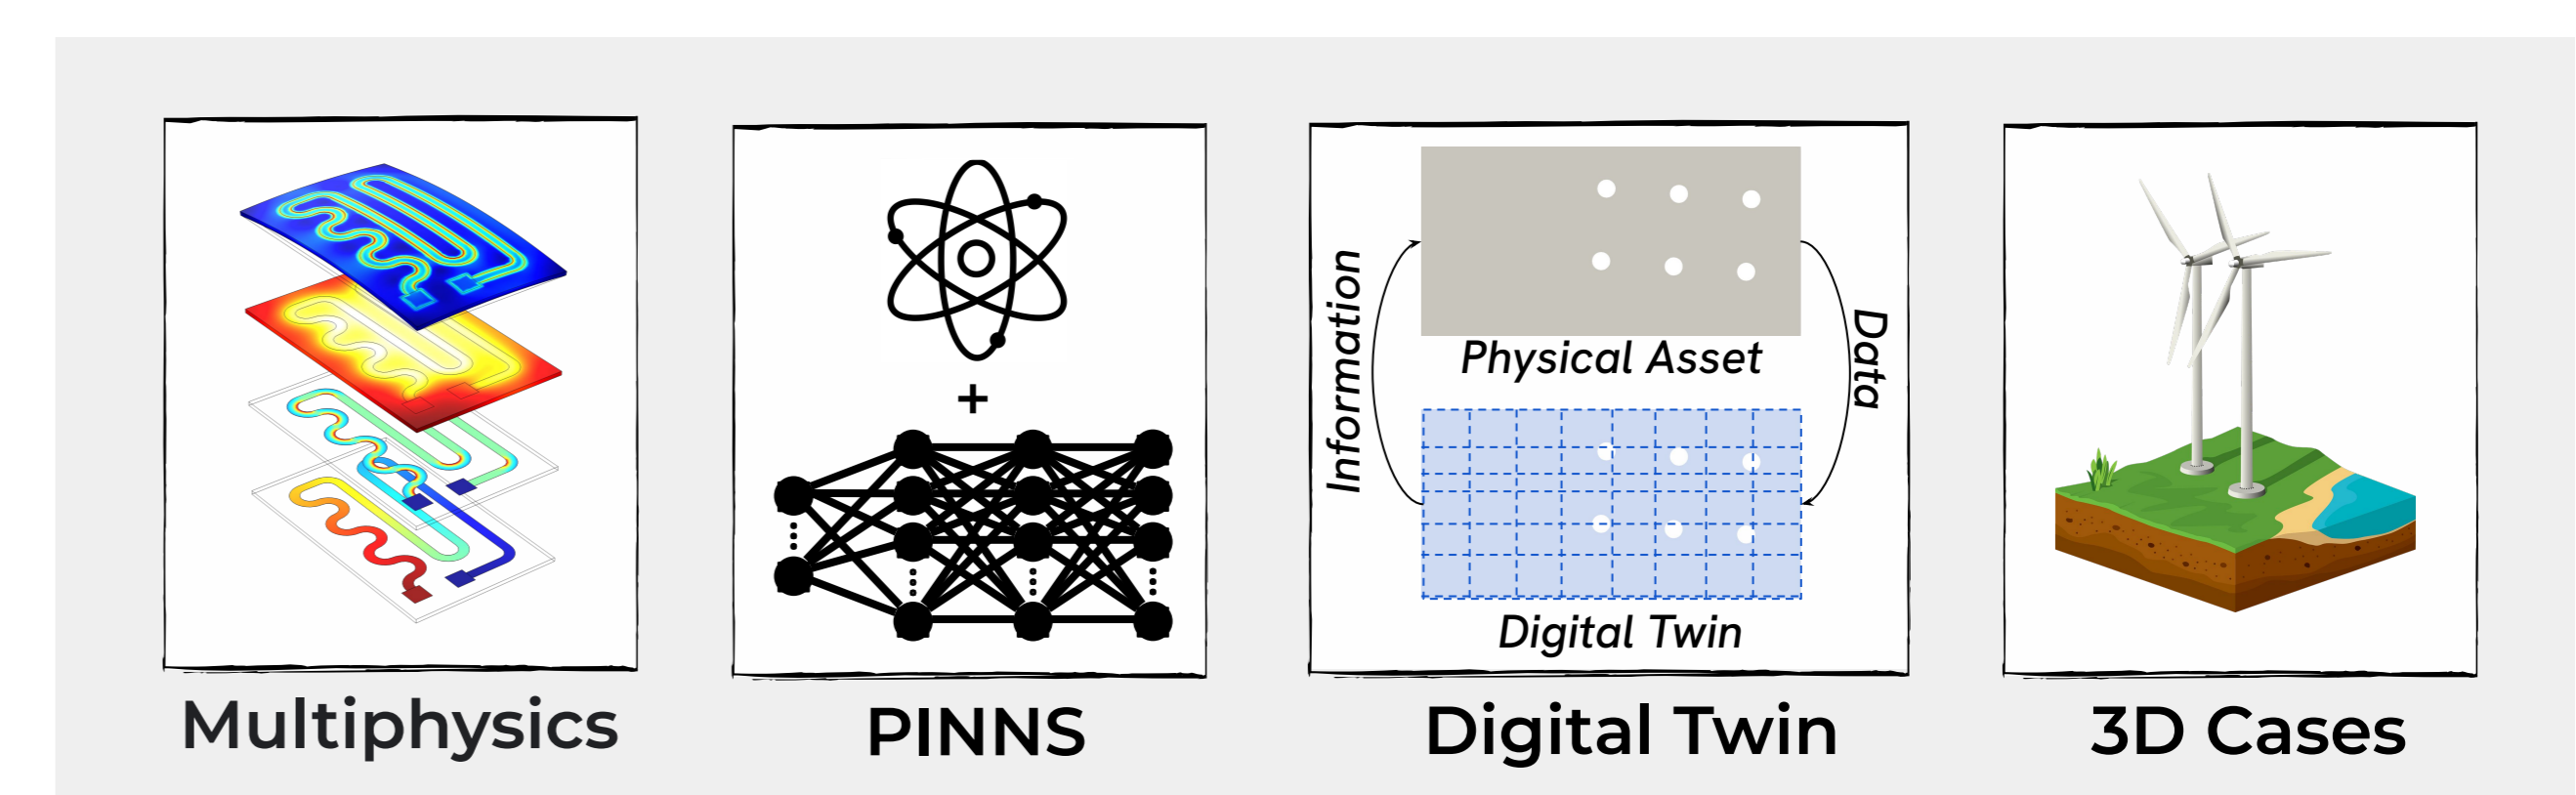 Information
Physical Asset
Data
+
Digital Twin
Multiphysics
PINNS
Digital Twin
3D Cases